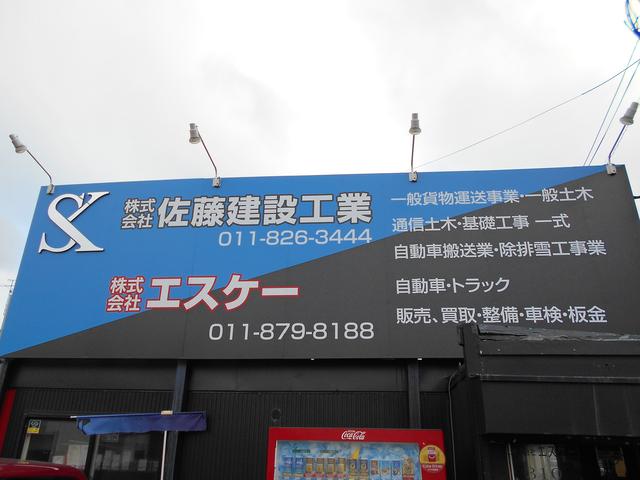 SK
株式会社 佐藤建設工業
011-826-3444
株式会社 エスケー
011-879-8188
一般貨物運送事業・一般土木
通信土木・基礎工事 一式
自動車搬送業・除排雪工事業
自動車・トラック
販売、買取・整備・車検・板金
Coca-Cola